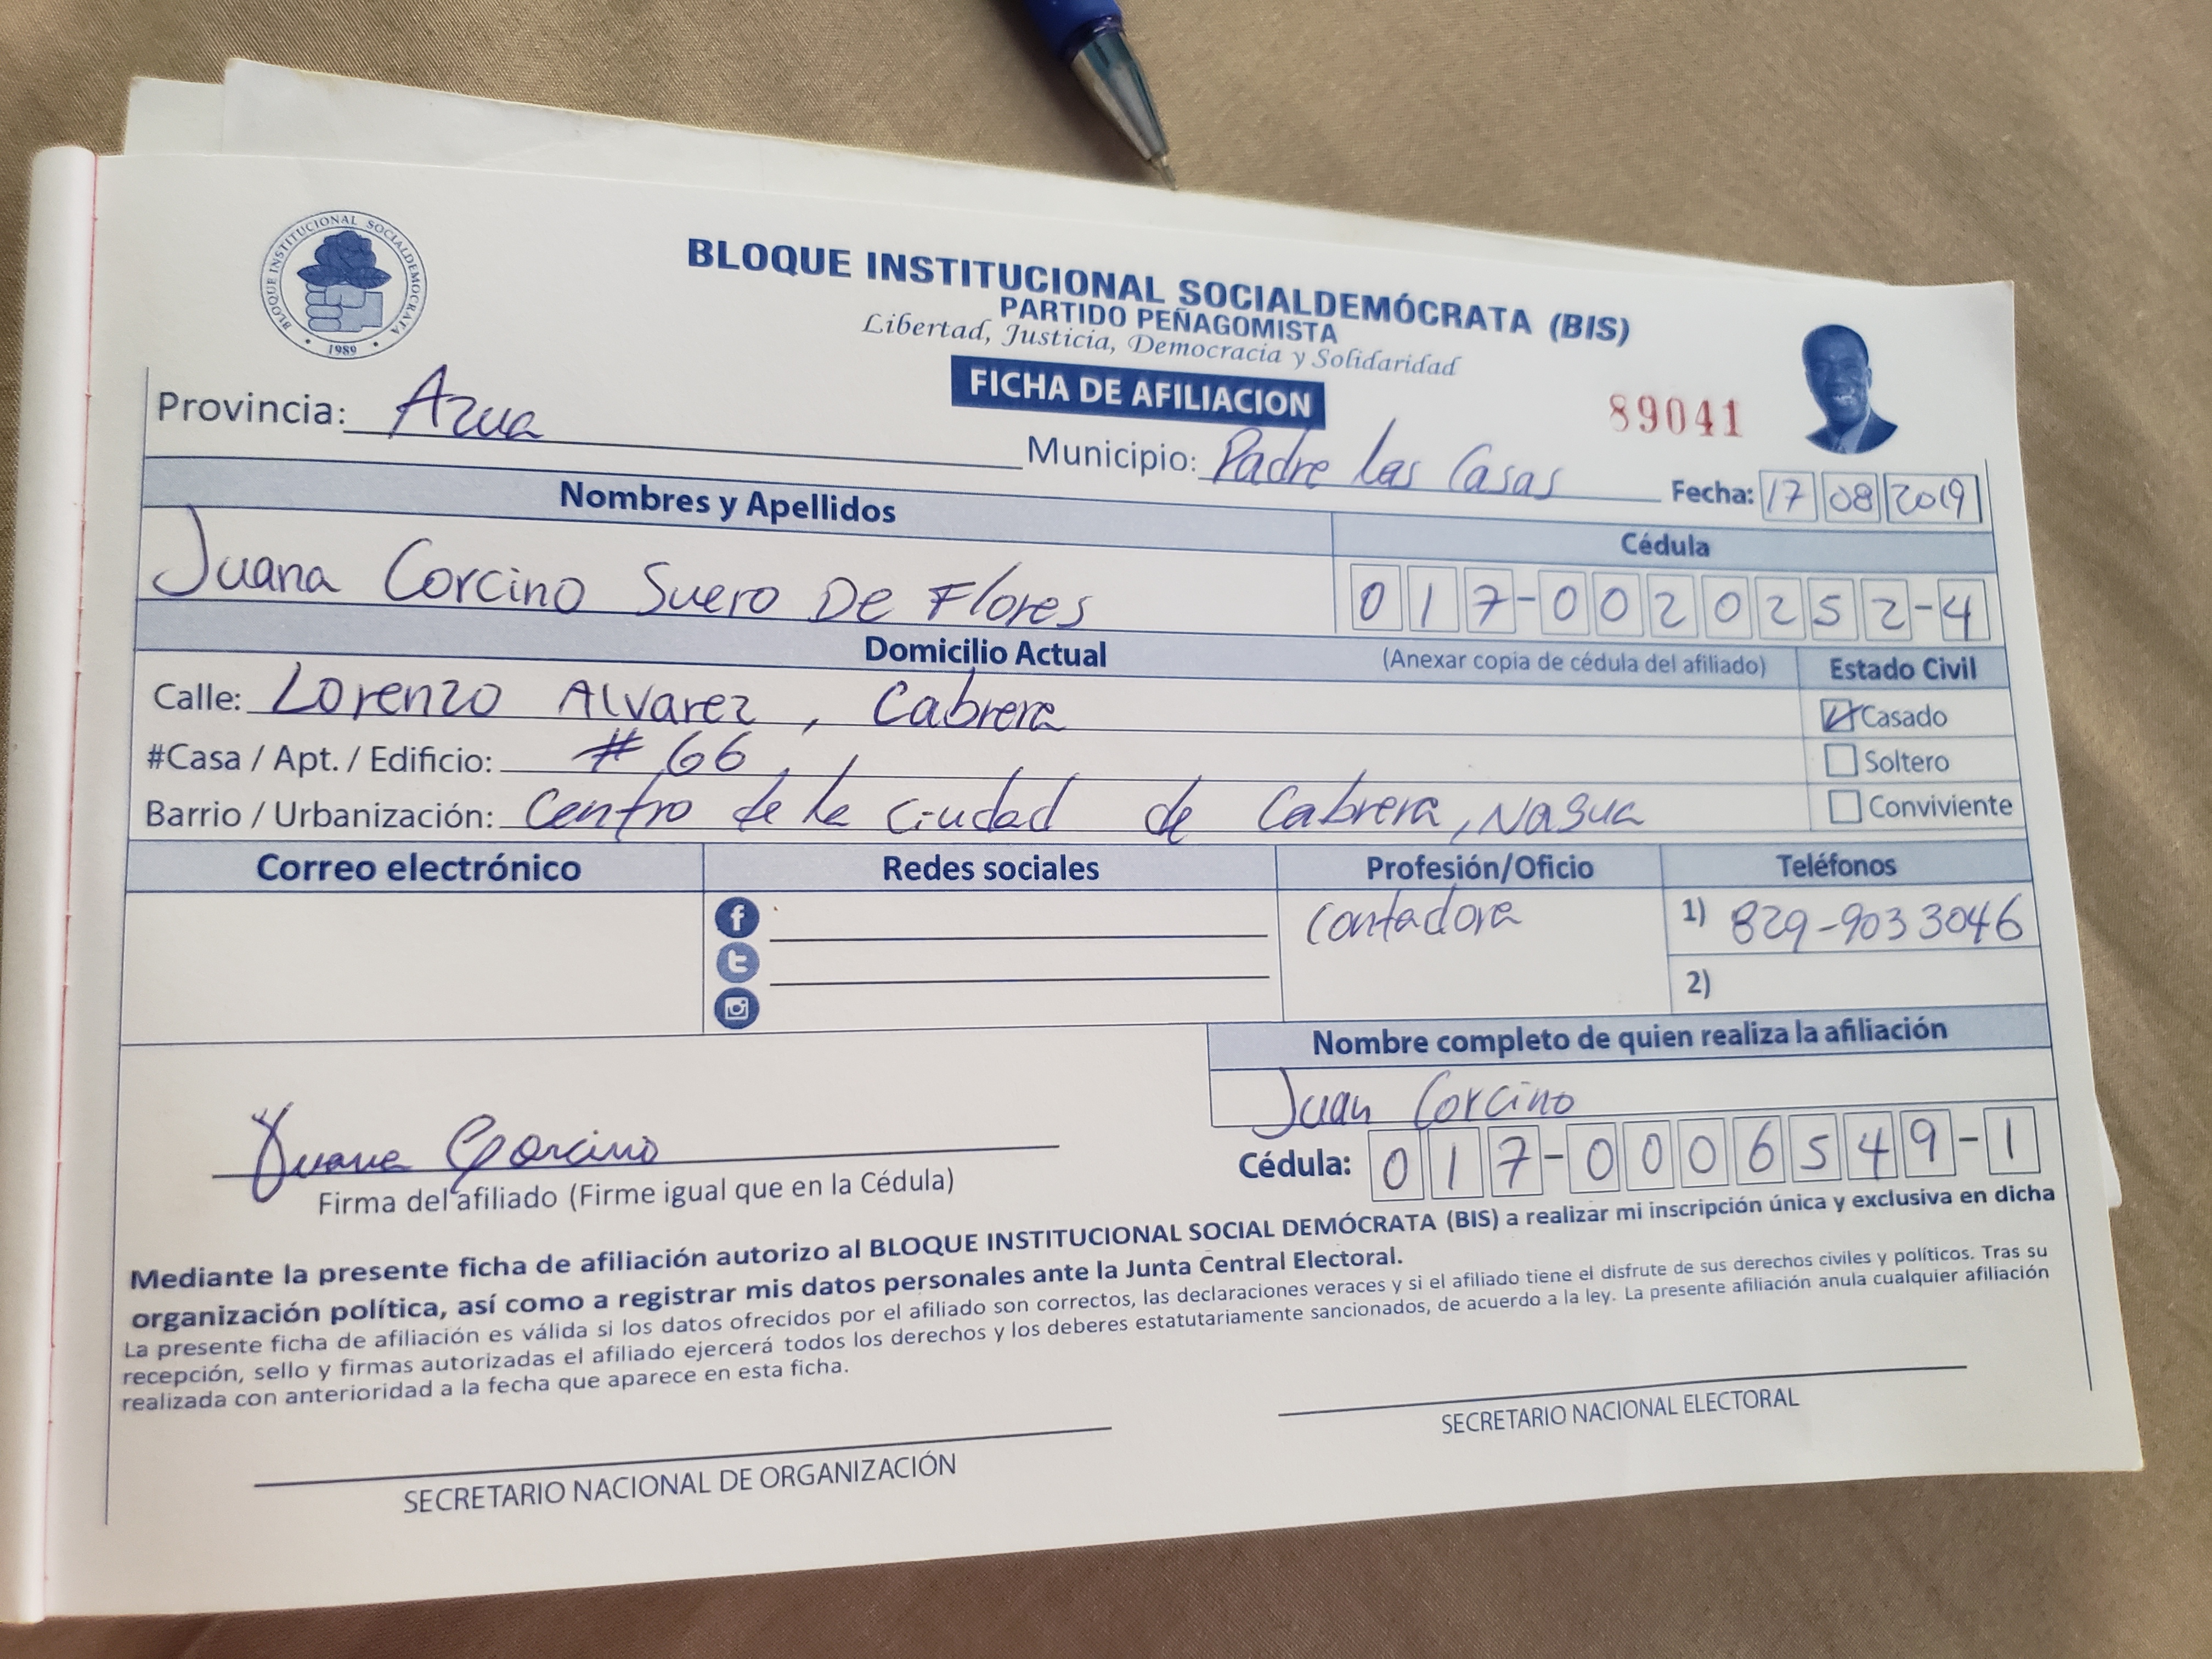 BLOQUE INSTITUCIONAL SOCIALDEMOCRATA
1989
BLOQUE INSTITUCIONAL SOCIALDEMÓCRATA (BIS)
PARTIDO PEÑAGOMISTA
Libertad, Justicia, Democracia y Solidaridad
FICHA DE AFILIACION
89041
Provincia: Azua
Municipio: Padre las Casas
Fecha: 17 08 2019
Nombres y Apellidos
Cédula
Juana Corcino Suero De Flores
017-0020252-4
Domicilio Actual
(Anexar copia de cédula del afiliado)
Estado Civil
Calle: Lorenzo Alvarez, Cabrera
Casado
#Casa / Apt. / Edificio: #66,
Soltero
Barrio / Urbanización: Centro de la ciudad de Cabrera, Nagua
Conviviente
Correo electrónico
Redes sociales
Profesión/Oficio
Teléfonos
Contadora
1) 829-903 3046
2)
Nombre completo de quien realiza la afiliación
Juan Corcino
Juana Corcino
Cédula: 017-0006549-1
Firma del afiliado (Firme igual que en la Cédula)
Mediante la presente ficha de afiliación autorizo al BLOQUE INSTITUCIONAL SOCIAL DEMÓCRATA (BIS) a realizar mi inscripción única y exclusiva en dicha
organización política, así como a registrar mis datos personales ante la Junta Central Electoral.
La presente ficha de afiliación es válida si los datos ofrecidos por el afiliado son correctos, las declaraciones veraces y si el afiliado tiene el disfrute de sus derechos civiles y políticos. Tras su
recepción, sello y firmas autorizadas el afiliado ejercerá todos los derechos y los deberes estatutariamente sancionados, de acuerdo a la ley. La presente afiliación anula cualquier afiliación
realizada con anterioridad a la fecha que aparece en esta ficha.
SECRETARIO NACIONAL DE ORGANIZACIÓN
SECRETARIO NACIONAL ELECTORAL